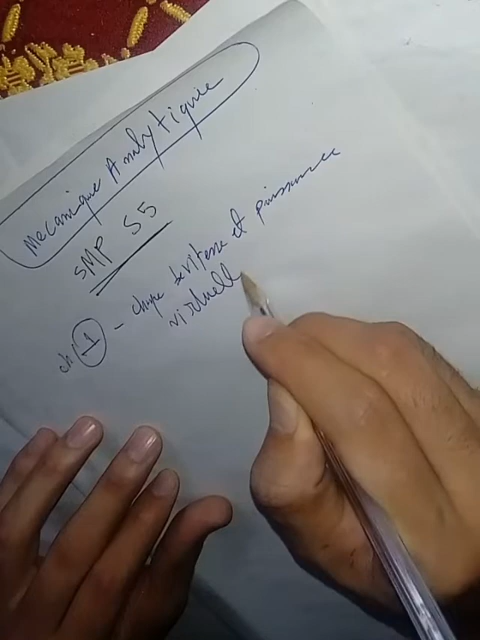 Mecanique Analytique
SMP S5
ch 1 - champ de vitesse et puissance
virtuelle